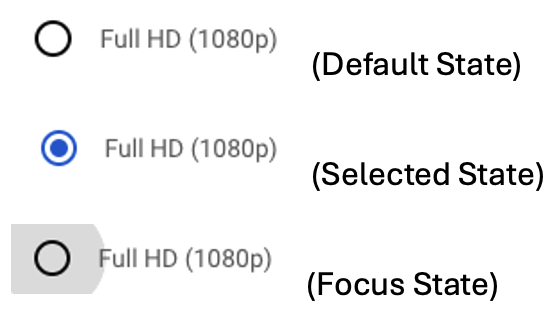 Full HD (1080p)
(Default State)
Full HD (1080p)
(Selected State)
Full HD (1080p)
(Focus State)